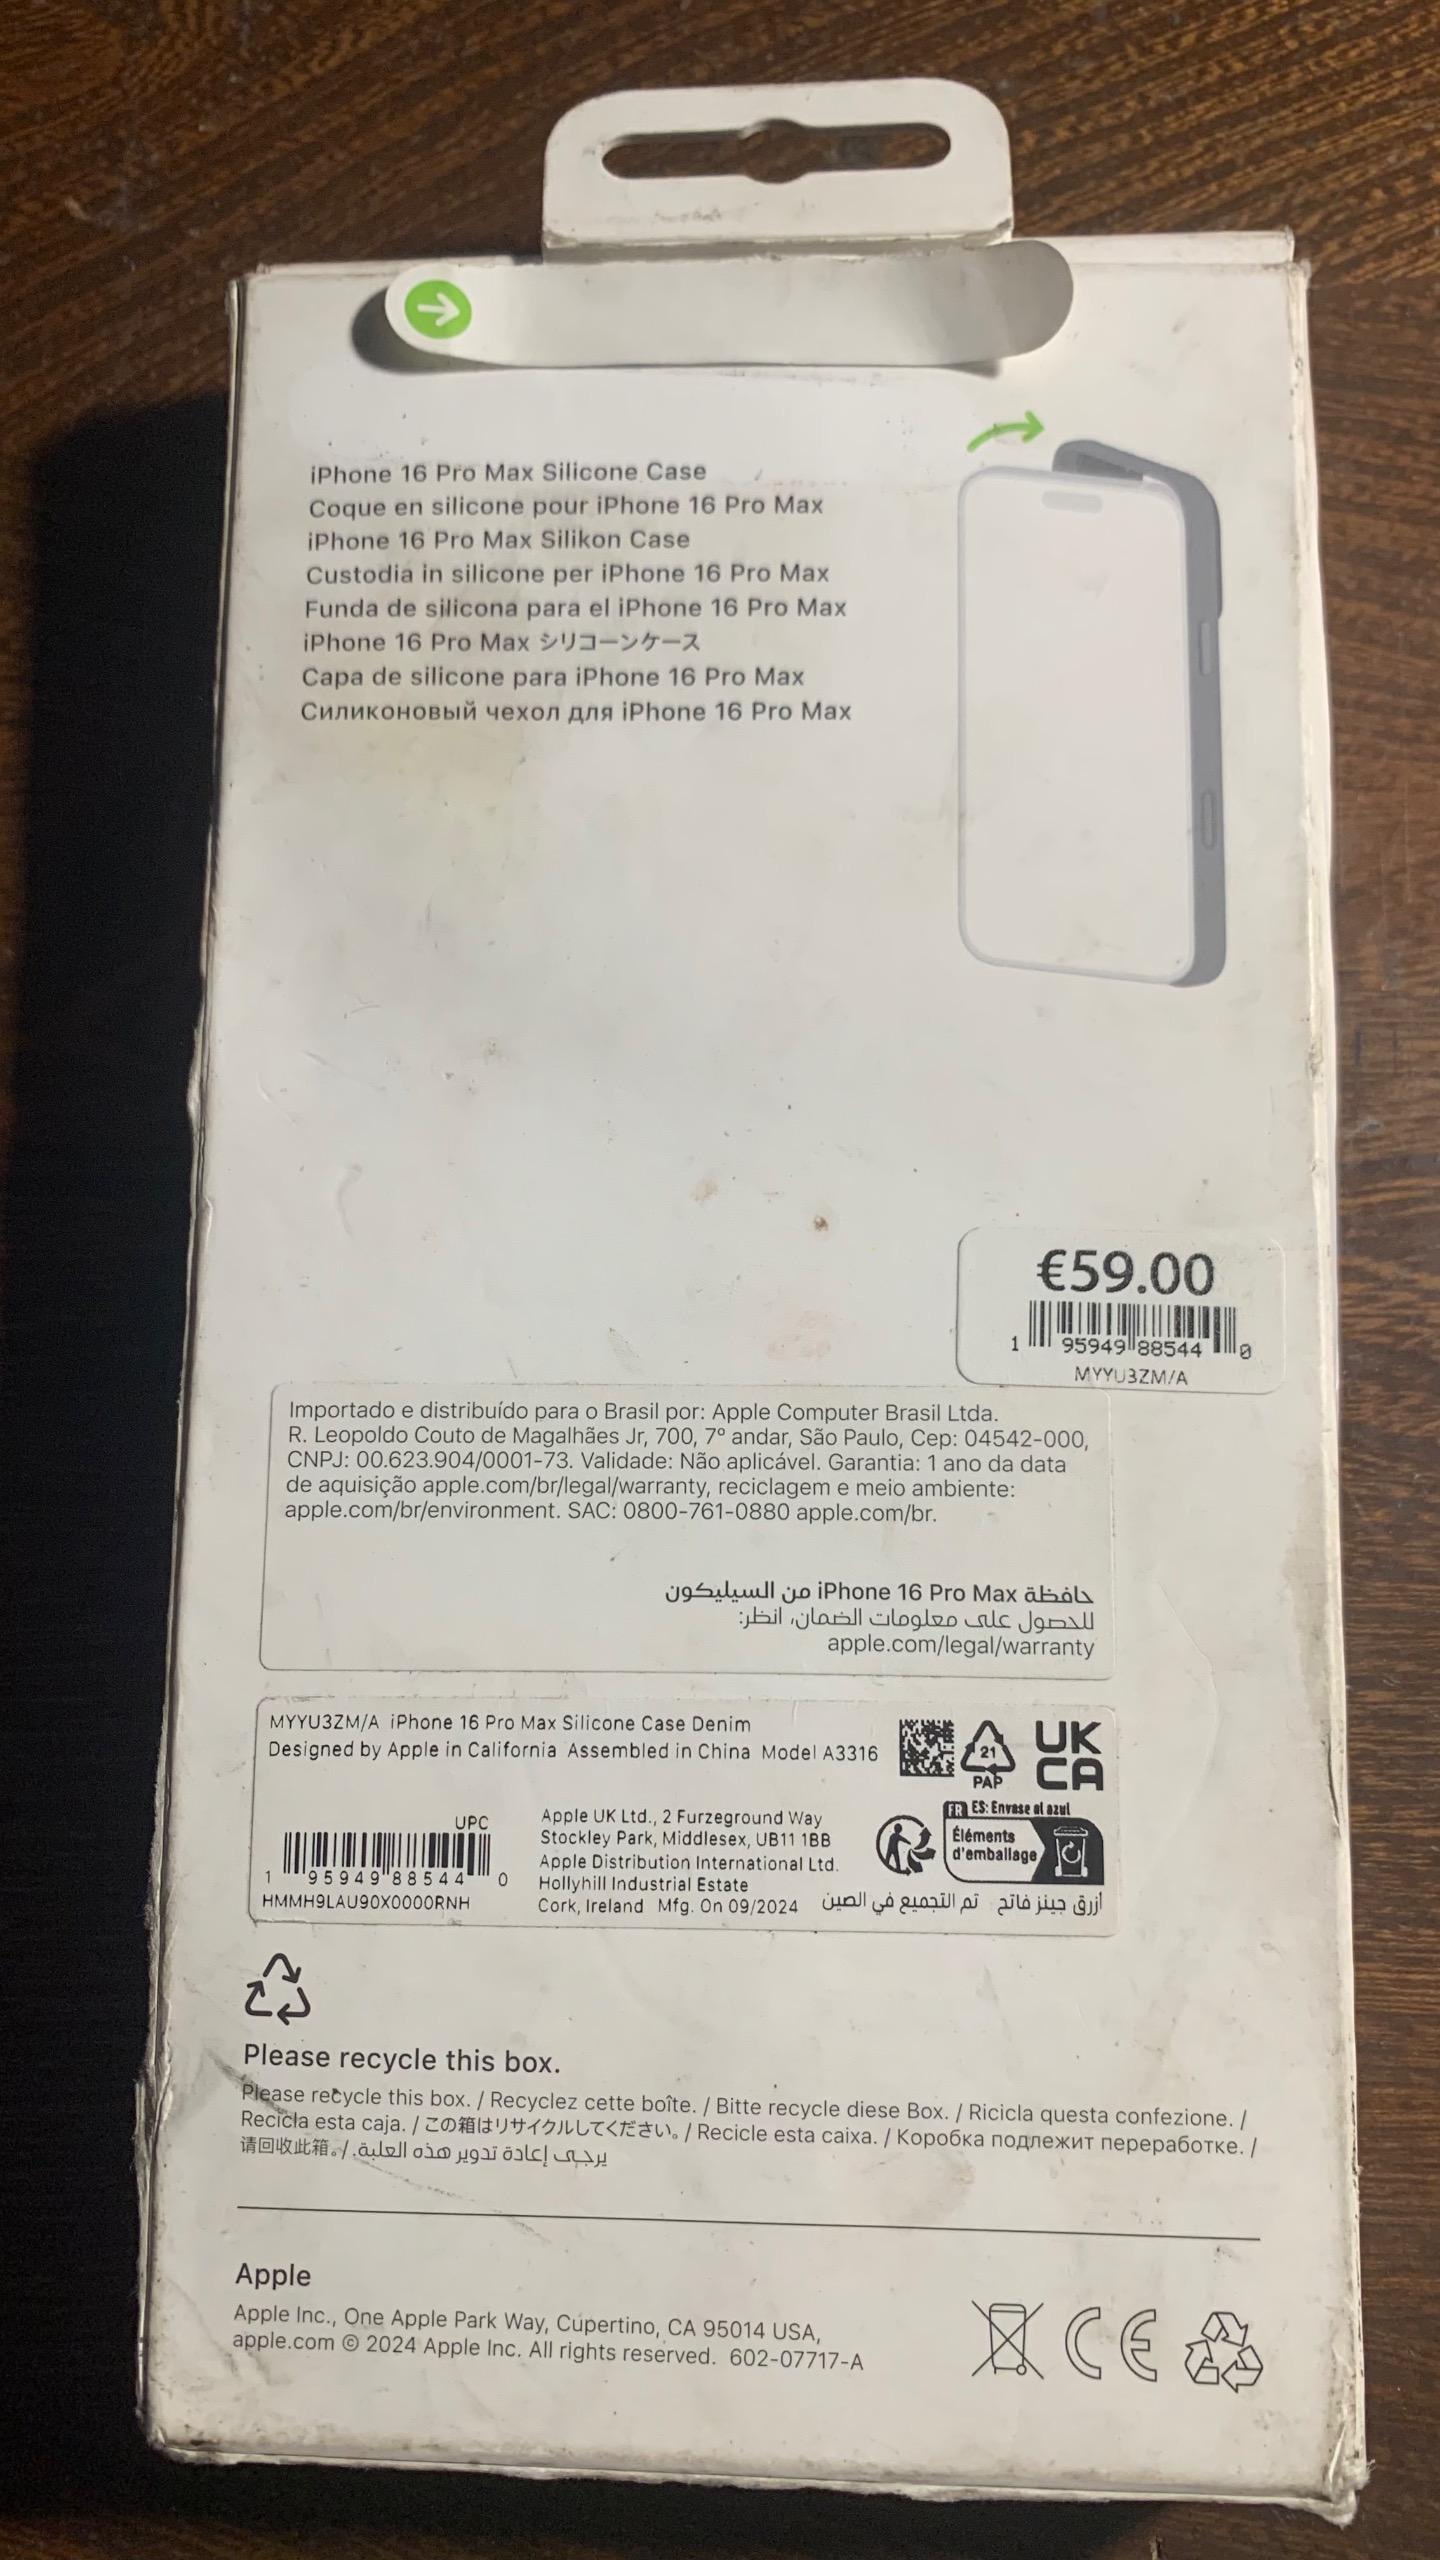 iPhone 16 Pro Max Silicone Case
Coque en silicone pour iPhone 16 Pro Max
iPhone 16 Pro Max Silikon Case
Custodia in silicone per iPhone 16 Pro Max
Funda de silicona para el iPhone 16 Pro Max
iPhone 16 Pro Max シリコーンケース
Capa de silicone para iPhone 16 Pro Max
Силиконовый чехол для iPhone 16 Pro Max
€59.00
1 95949 88544 0
MYYU3ZM/A
Importado e distribuído para o Brasil por: Apple Computer Brasil Ltda.
R. Leopoldo Couto de Magalhães Jr, 700, 7º andar, São Paulo, Cep: 04542-000,
CNPJ: 00.623.904/0001-73. Validade: Não aplicável. Garantia: 1 ano da data
de aquisição apple.com/br/legal/warranty, reciclagem e meio ambiente:
apple.com/br/environment. SAC: 0800-761-0880 apple.com/br.
حافظة iPhone 16 Pro Max من السيليكون
للحصول على معلومات الضمان، انظر:
apple.com/legal/warranty
MYYU3ZM/A iPhone 16 Pro Max Silicone Case Denim
Designed by Apple in California Assembled in China Model A3316
21
PAP
UK
CA
UPC
1 95949 88544 0
HMMH9LAU90X0000RNH
Apple UK Ltd., 2 Furzeground Way
Stockley Park, Middlesex, UB11 1BB
Apple Distribution International Ltd.
Hollyhill Industrial Estate
Cork, Ireland Mfg. On 09/2024
FR ES: Envase al azul
Éléments
d'emballage
أزرق جينز فاتح تم التجميع في الصين
Please recycle this box.
Please recycle this box. / Recyclez cette boîte. / Bitte recycle diese Box. / Ricicla questa confezione. /
Recicla esta caja. / この箱はリサイクルしてください。 / Recicle esta caixa. / Коробка подлежит переработке. /
请回收此箱。/ يرجى إعادة تدوير هذه العلبة.
Apple
Apple Inc., One Apple Park Way, Cupertino, CA 95014 USA,
apple.com © 2024 Apple Inc. All rights reserved. 602-07717-A
CE